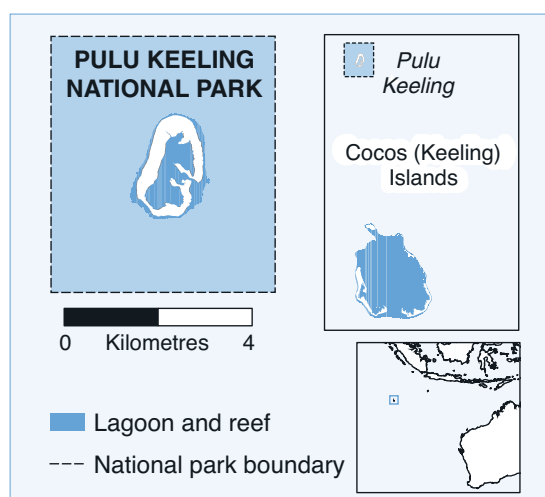 PULU KEELING
NATIONAL PARK
Pulu
Keeling
Cocos (Keeling)
Islands
0 Kilometres 4
Lagoon and reef
National park boundary